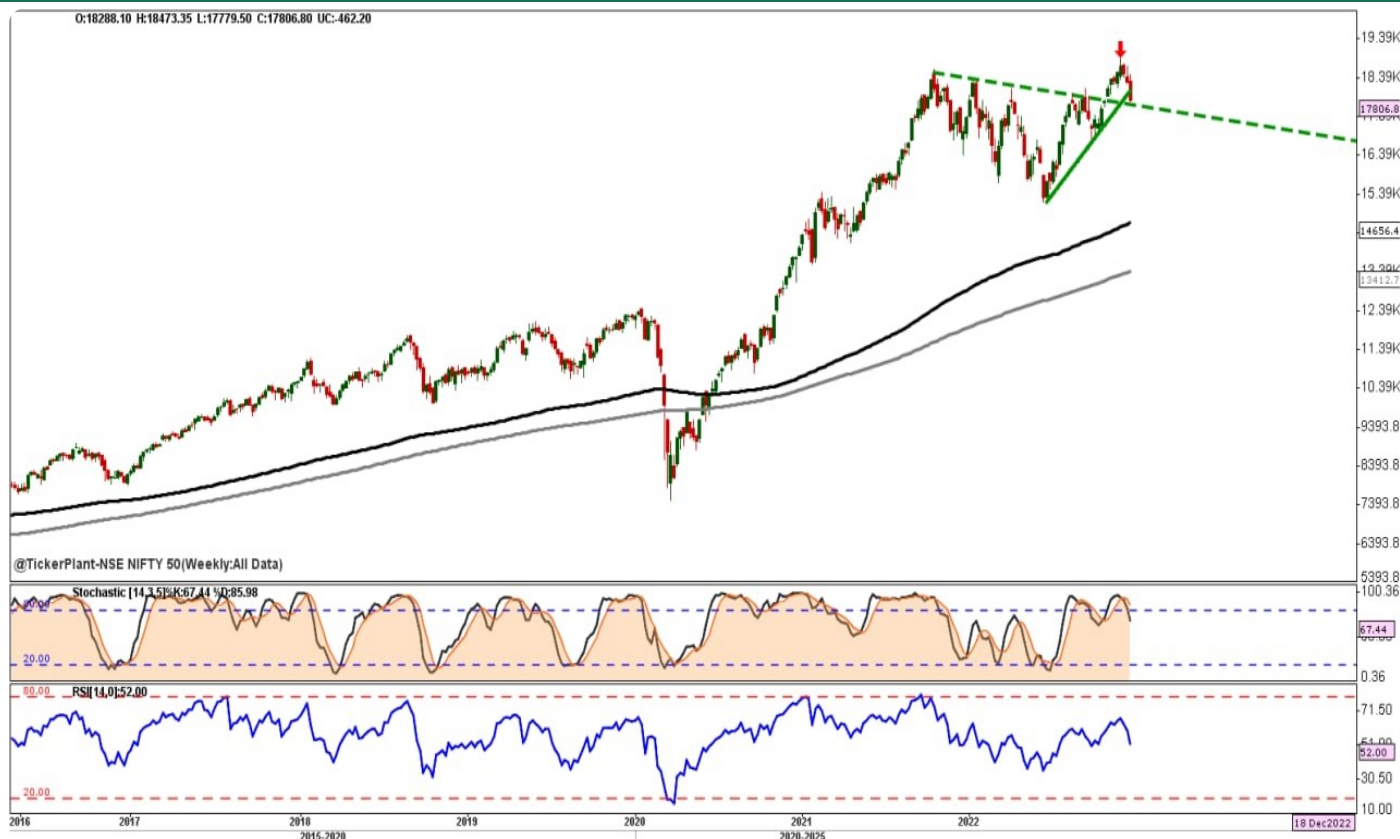 O:18288.10 H:18473.35 L:17779.50 C:17806.80 UC:-462.20
19.39K
18.39K
17806.8
16.39K
15.39K
14656.4
13412.7
12.39K
11.39K
10.39K
9393.8
8393.8
7393.8
6393.8
5393.8
@TickerPlant-NSE NIFTY 50(Weekly:All Data)
Stochastic [14,3,5]%K:67.44 %D:85.98
100.36
80.00
67.44
20.00
0.36
RSI[14,0]:52.00
80.00
71.50
52.00
30.50
20.00
10.00
2016 2017 2018 2019 2020 2021 2022
2015-2020 2020-2025
18 Dec2022